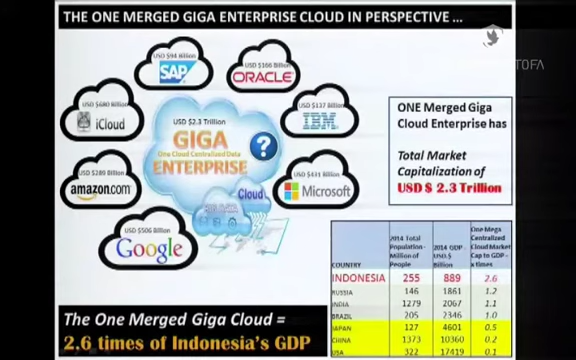 THE ONE MERGED GIGA ENTERPRISE CLOUD IN PERSPECTIVE ...
TOFA
USD $94 Billion
SAP
USD $166 Billion
ORACLE
USD $680 Billion
iCloud
USD $137 Billion
IBM
USD $2.3 Trillion
GIGA
One Cloud Centralized Data
ENTERPRISE
?
Cloud
USD $289 Billion
amazon.com
USD $431 Billion
Microsoft
USD $506 Billion
Google
ONE Merged Giga
Cloud Enterprise has
Total Market
Capitalization of
USD $ 2.3 Trillion
COUNTRY
2014 Total
Population-
Million of
People
2014 GDP -
USD.$
Billion
One Mega
Centralized
Cloud Market
Cap to GDP -
x times
INDONESIA 255 889 2.6
RUSSIA 146 1861 1.2
INDIA 1279 2067 1.1
BRAZIL 205 2346 1.0
JAPAN 127 4601 0.5
CHINA 1373 10360 0.2
USA 322 17419 0.1
The One Merged Giga Cloud =
2.6 times of Indonesia's GDP